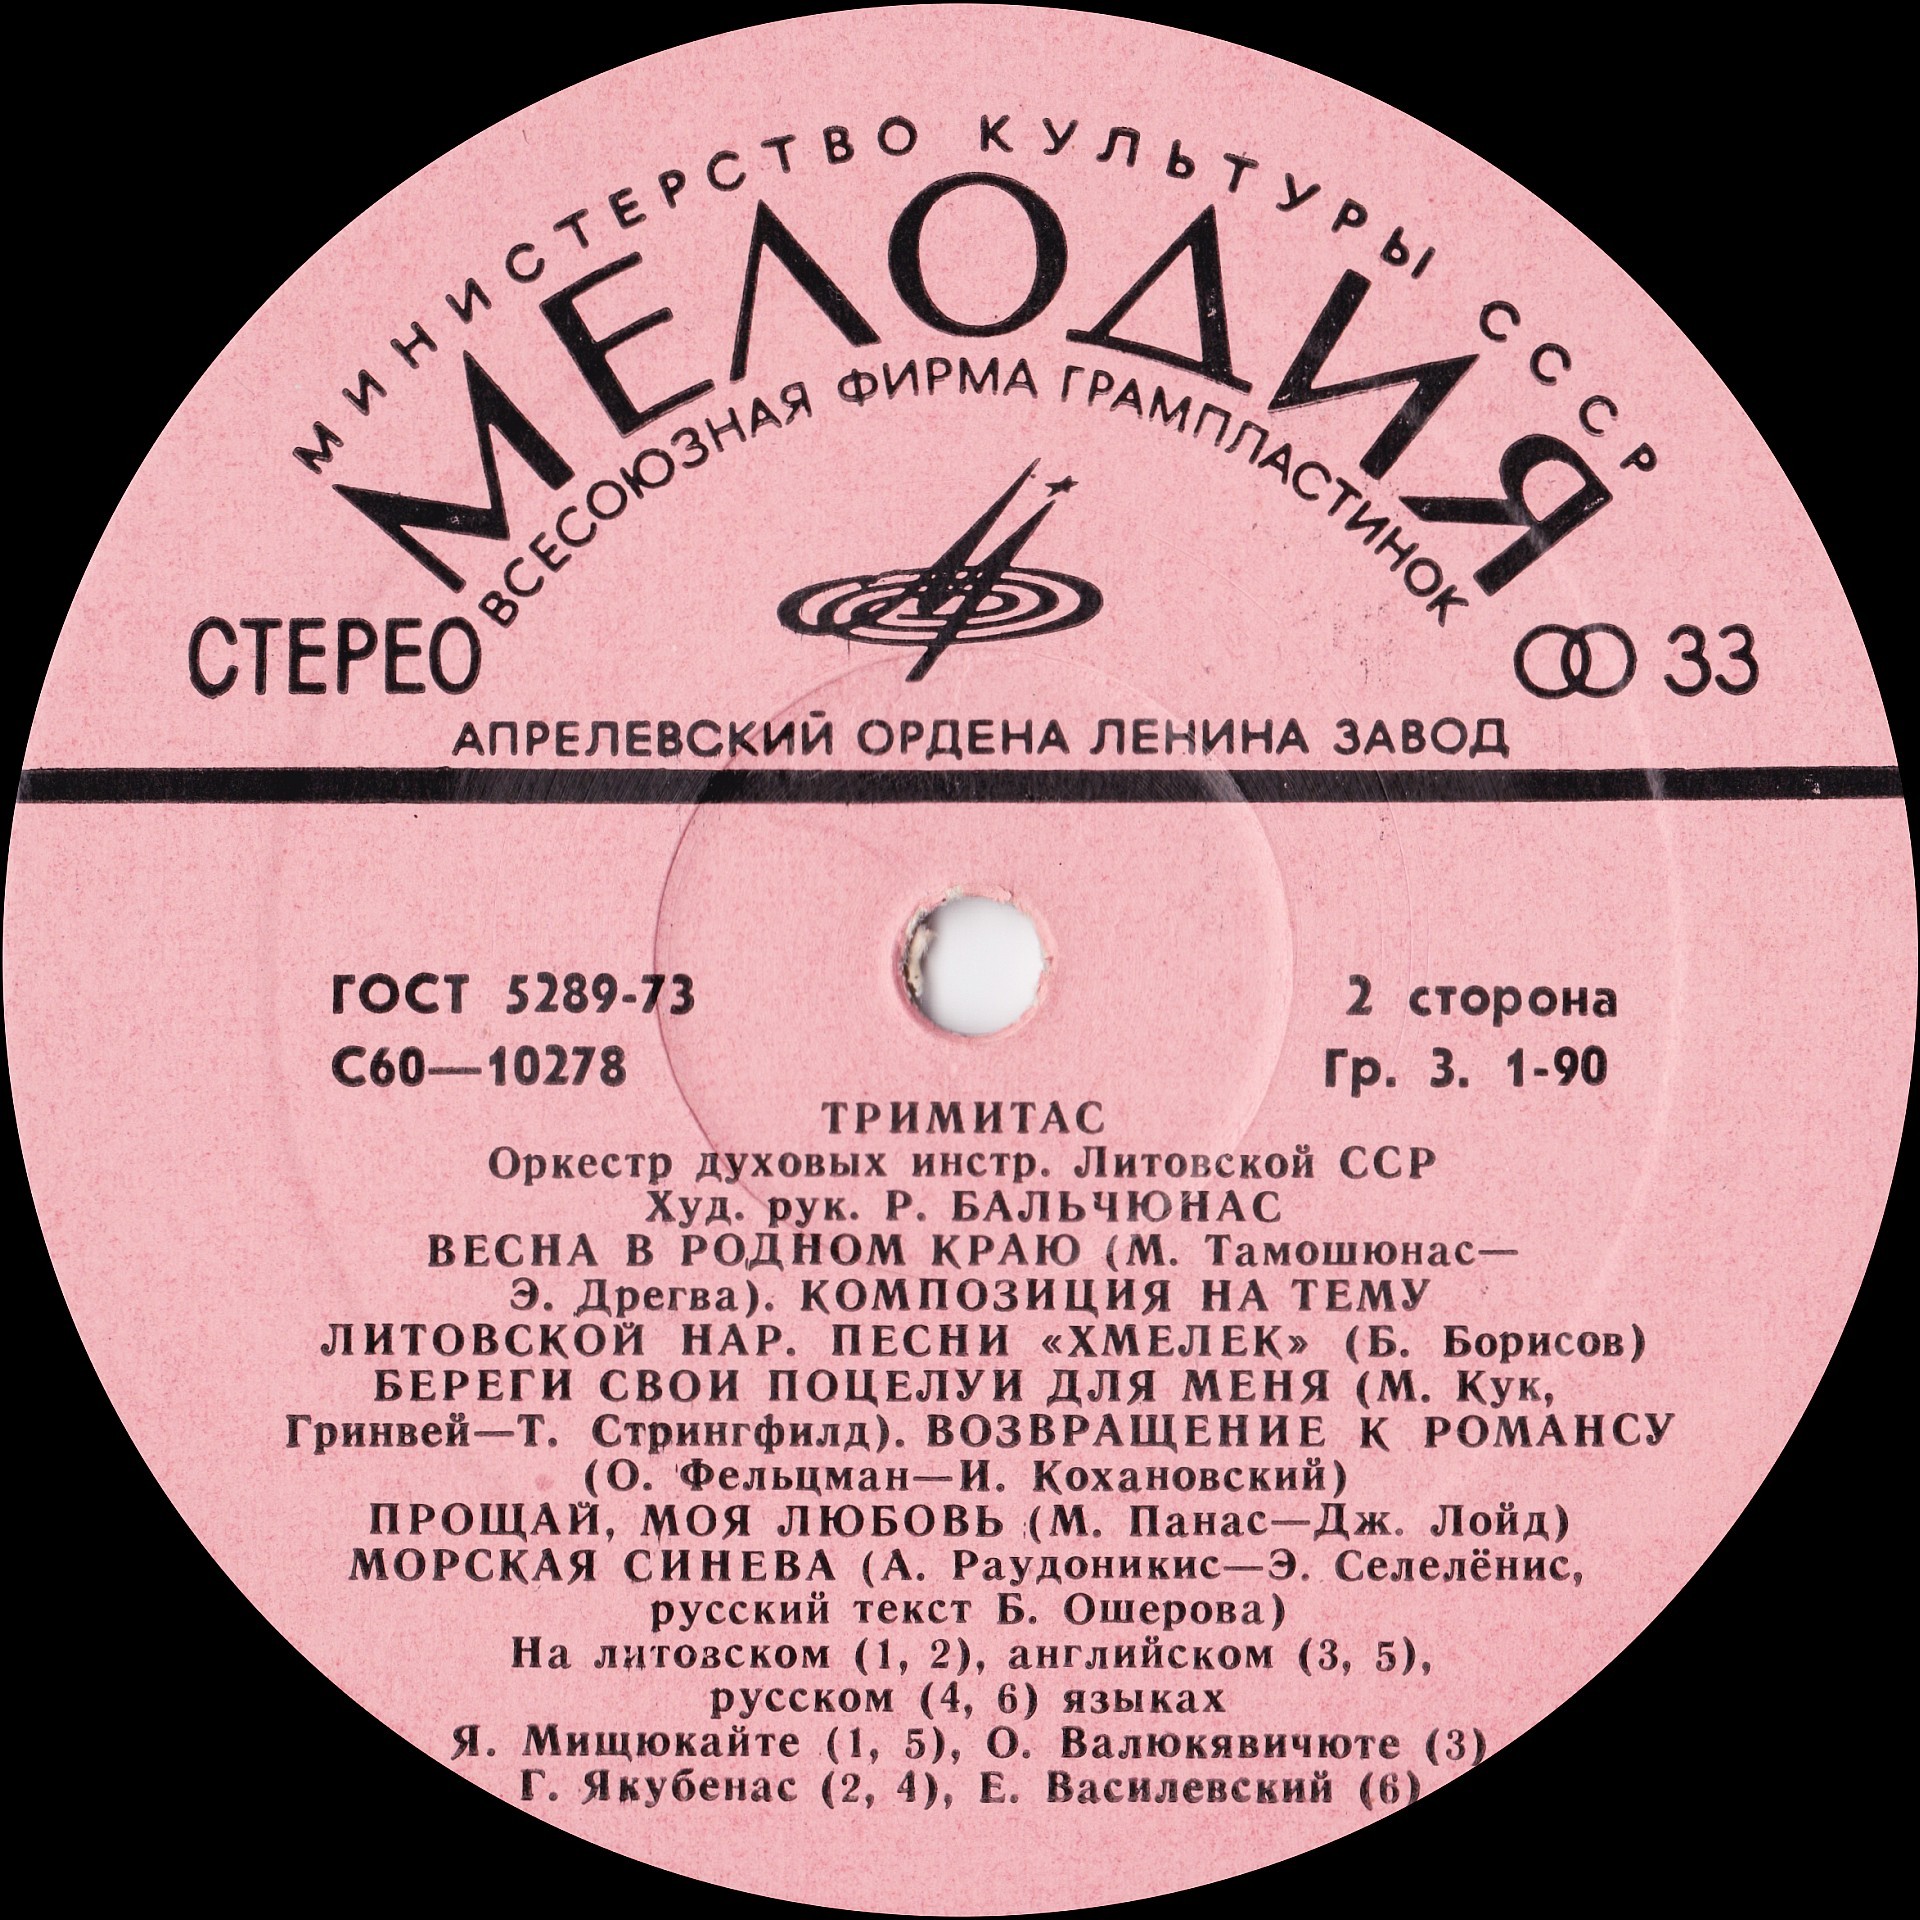 МИНИСТЕРСТВО КУЛЬТУРЫ СССР
МЕЛОДИЯ
ВСЕСОЮЗНАЯ ФИРМА ГРАМПЛАСТИНОК
СТЕРЕО
33
АПРЕЛЕВСКИЙ ОРДЕНА ЛЕНИНА ЗАВОД
ГОСТ 5289-73
2 сторона
С60—10278
Гр. 3. 1-90
ТРИМИТАС
Оркестр духовых инстр. Литовской ССР
Худ. рук. Р. БАЛЬЧЮНАС
ВЕСНА В РОДНОМ КРАЮ (М. Тамошюнас—
Э. Дрегва). КОМПОЗИЦИЯ НА ТЕМУ
ЛИТОВСКОЙ НАР. ПЕСНИ «ХМЕЛЕК» (Б. Борисов)
БЕРЕГИ СВОИ ПОЦЕЛУИ ДЛЯ МЕНЯ (М. Кук,
Гринвей—Т. Стрингфилд). ВОЗВРАЩЕНИЕ К РОМАНСУ
(О. Фельцман—И. Кохановский)
ПРОЩАЙ, МОЯ ЛЮБОВЬ (М. Панас—Дж. Лойд)
МОРСКАЯ СИНЕВА (А. Раудоникис—Э. Селелёнис,
русский текст Б. Ошерова)
На литовском (1, 2), английском (3, 5),
русском (4, 6) языках
Я. Мищюкайте (1, 5), О. Валюкявичюте (3)
Г. Якубенас (2, 4), Е. Василевский (6)